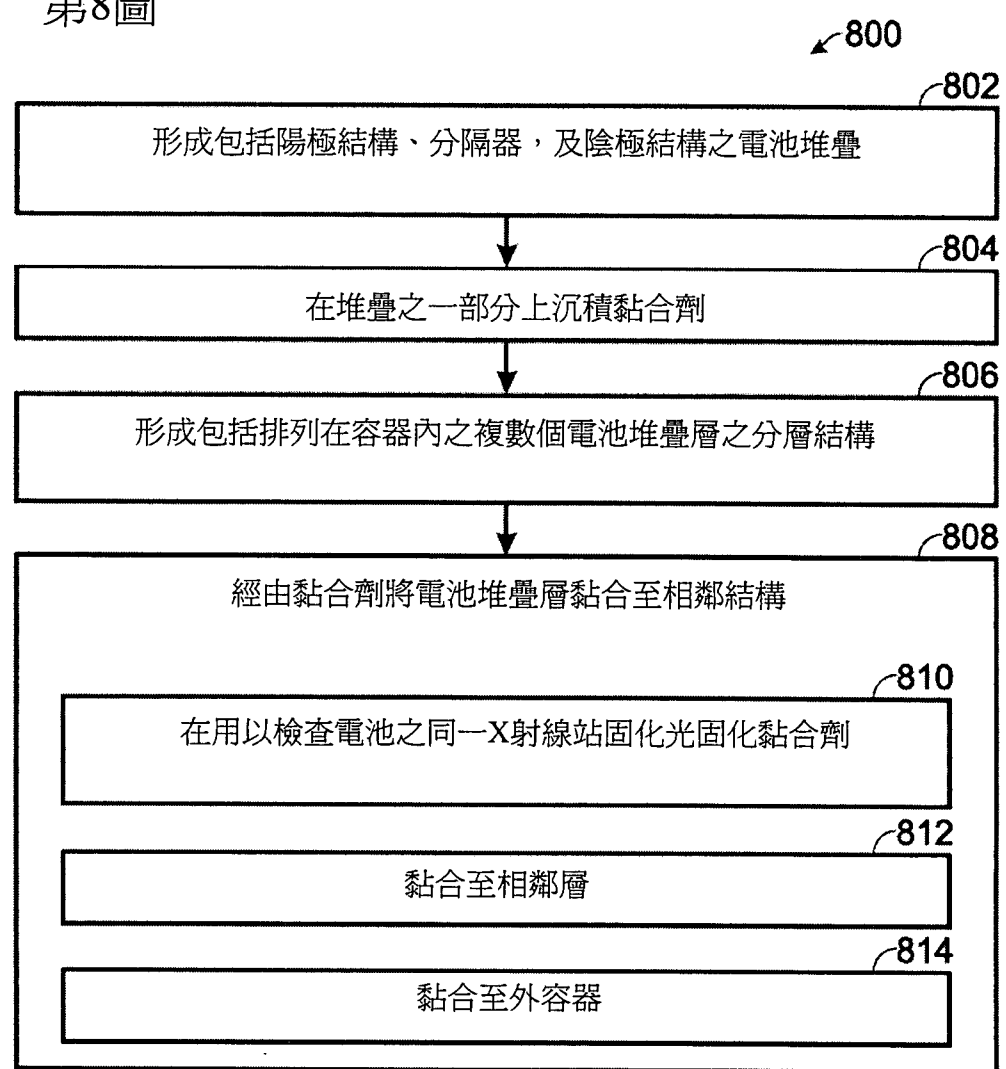 第8圖
800
802
形成包括陽極結構、分隔器，及陰極結構之電池堆疊
804
在堆疊之一部分上沉積黏合劑
806
形成包括排列在容器內之複數個電池堆疊層之分層結構
808
經由黏合劑將電池堆疊層黏合至相鄰結構
810
在用以檢查電池之同一X射線站固化光固化黏合劑
812
黏合至相鄰層
814
黏合至外容器